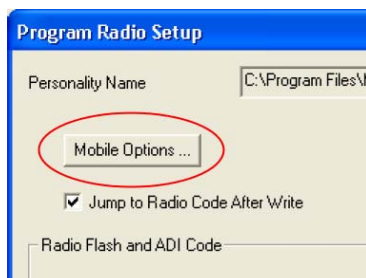 Program Radio Setup
Personality Name C:\Program Files\
Mobile Options ...
Jump to Radio Code After Write
Radio Flash and ADI Code